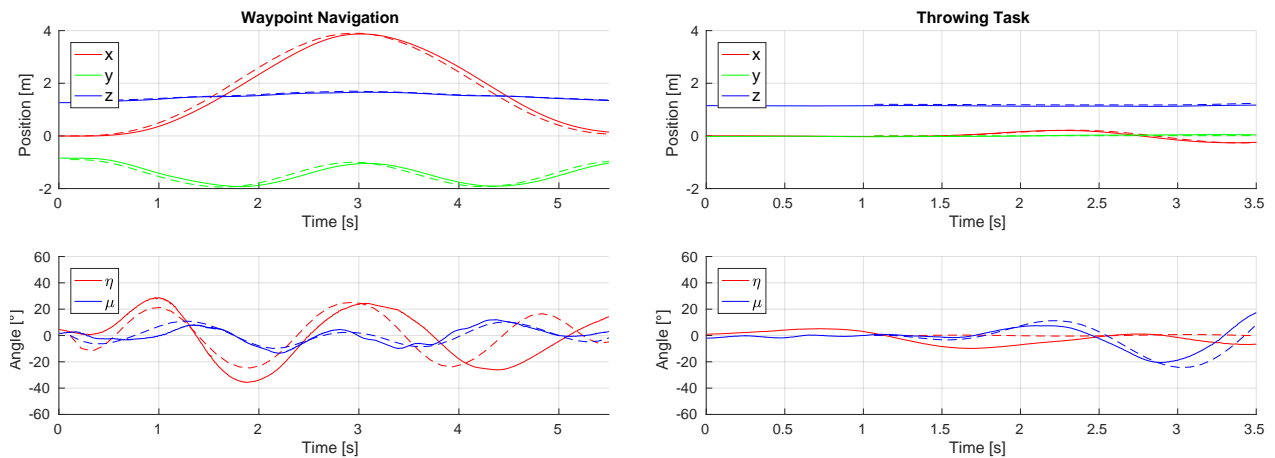 Waypoint Navigation
4
2
0
-2
Position [m]
x
y
z
0
1
2
3
4
5
Time [s]
Throwing Task
4
2
0
-2
Position [m]
x
y
z
0
0.5
1
1.5
2
2.5
3
3.5
Time [s]
60
40
20
0
-20
-40
-60
Angle [°]
η
μ
0
1
2
3
4
5
Time [s]
60
40
20
0
-20
-40
-60
Angle [°]
η
μ
0
0.5
1
1.5
2
2.5
3
3.5
Time [s]